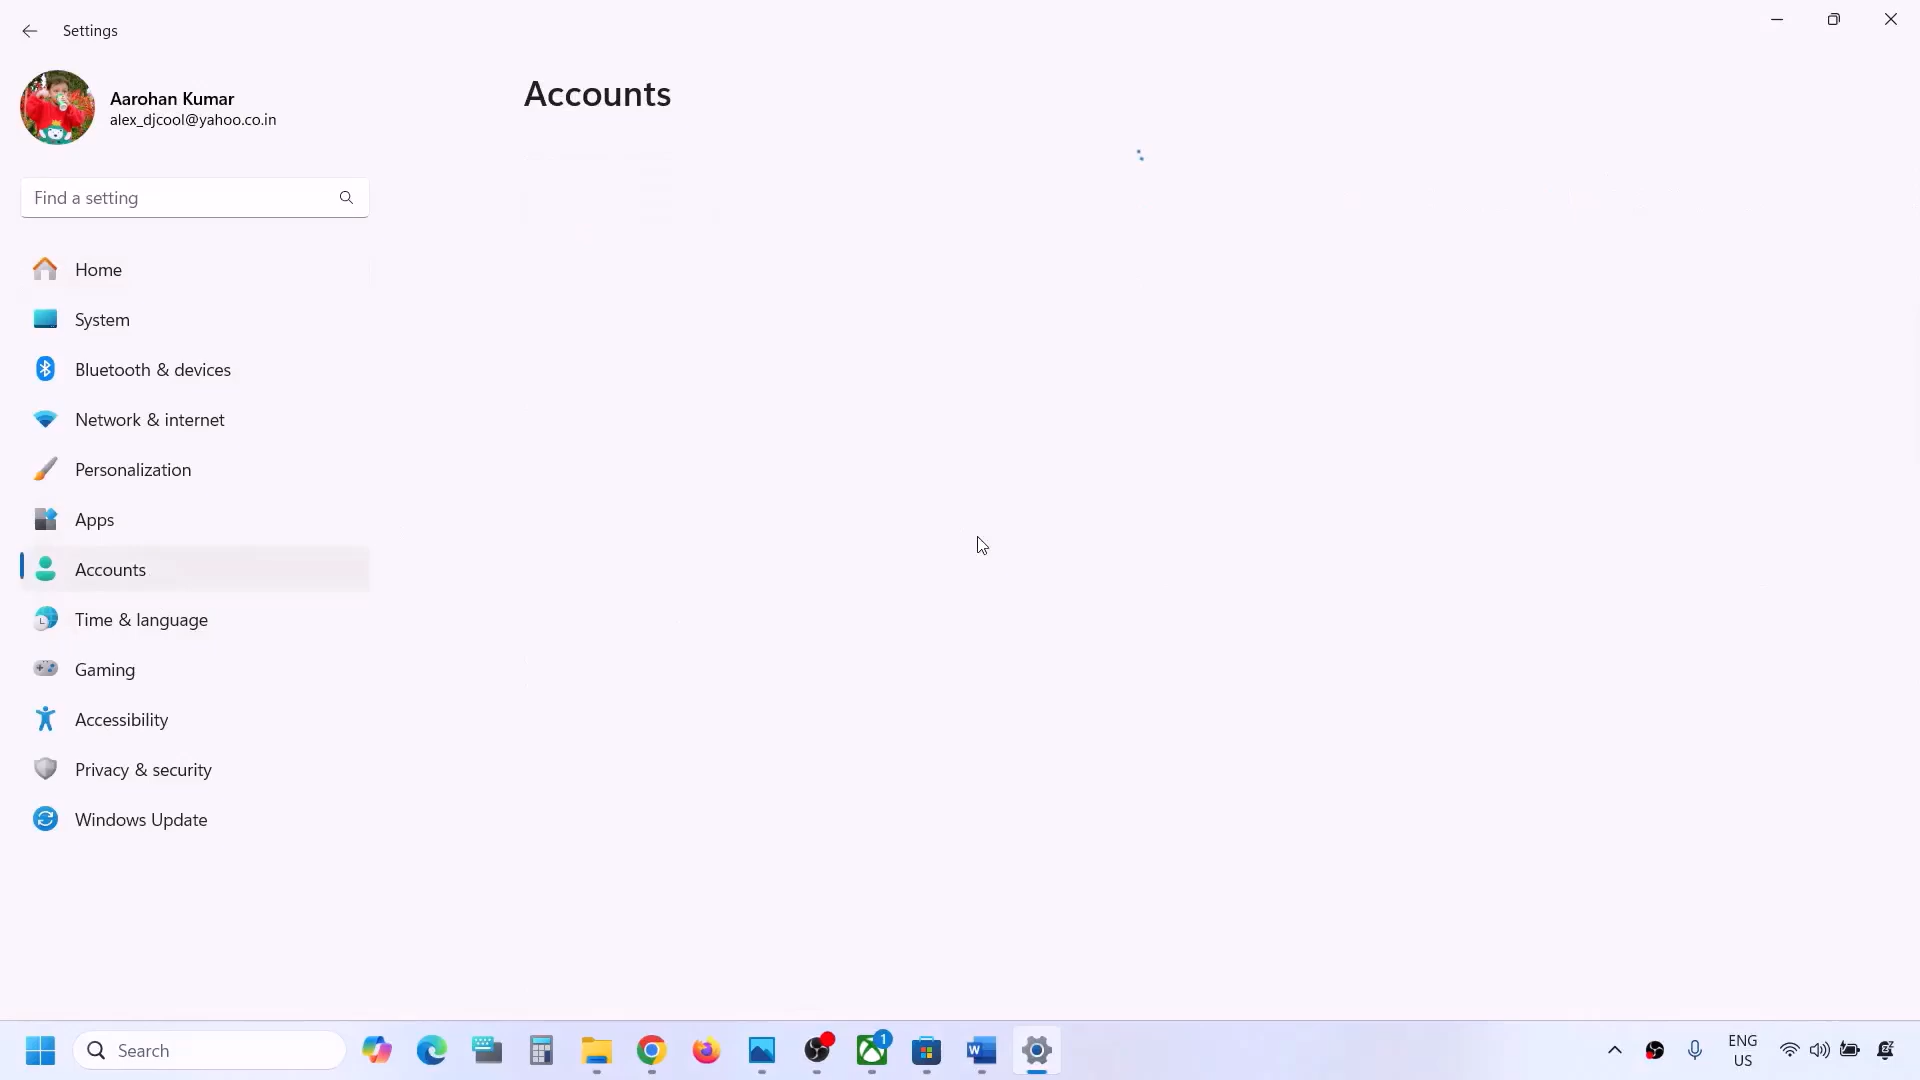 Settings
Aarohan Kumar
alex_djcool@yahoo.co.in
Find a setting
Home
System
Bluetooth & devices
Network & internet
Personalization
Apps
Accounts
Time & language
Gaming
Accessibility
Privacy & security
Windows Update
Accounts
Search
1
ENG
US